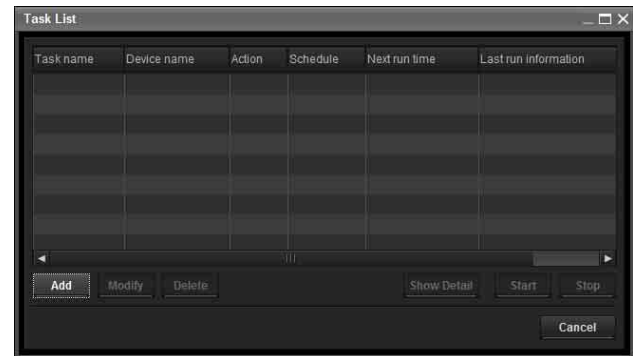 Task List
Task name Device name Action Schedule Next run time Last run information
Add Modify Delete Show Detail Start Stop
Cancel